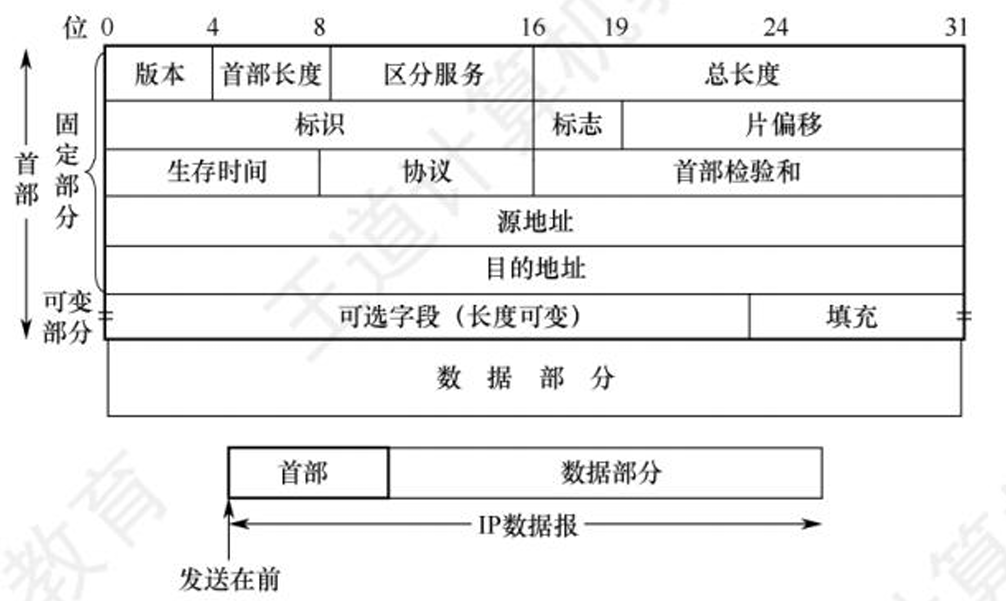 位 0 4 8 16 19 24 31
版本 首部长度 区分服务 总长度
标识 标志 片偏移
生存时间 协议 首部检验和
源地址
目的地址
可选字段（长度可变） 填充
数据部分
首部
固定部分
可变部分
首部 数据部分
IP数据报
发送在前
王道计算机教
教育
计算